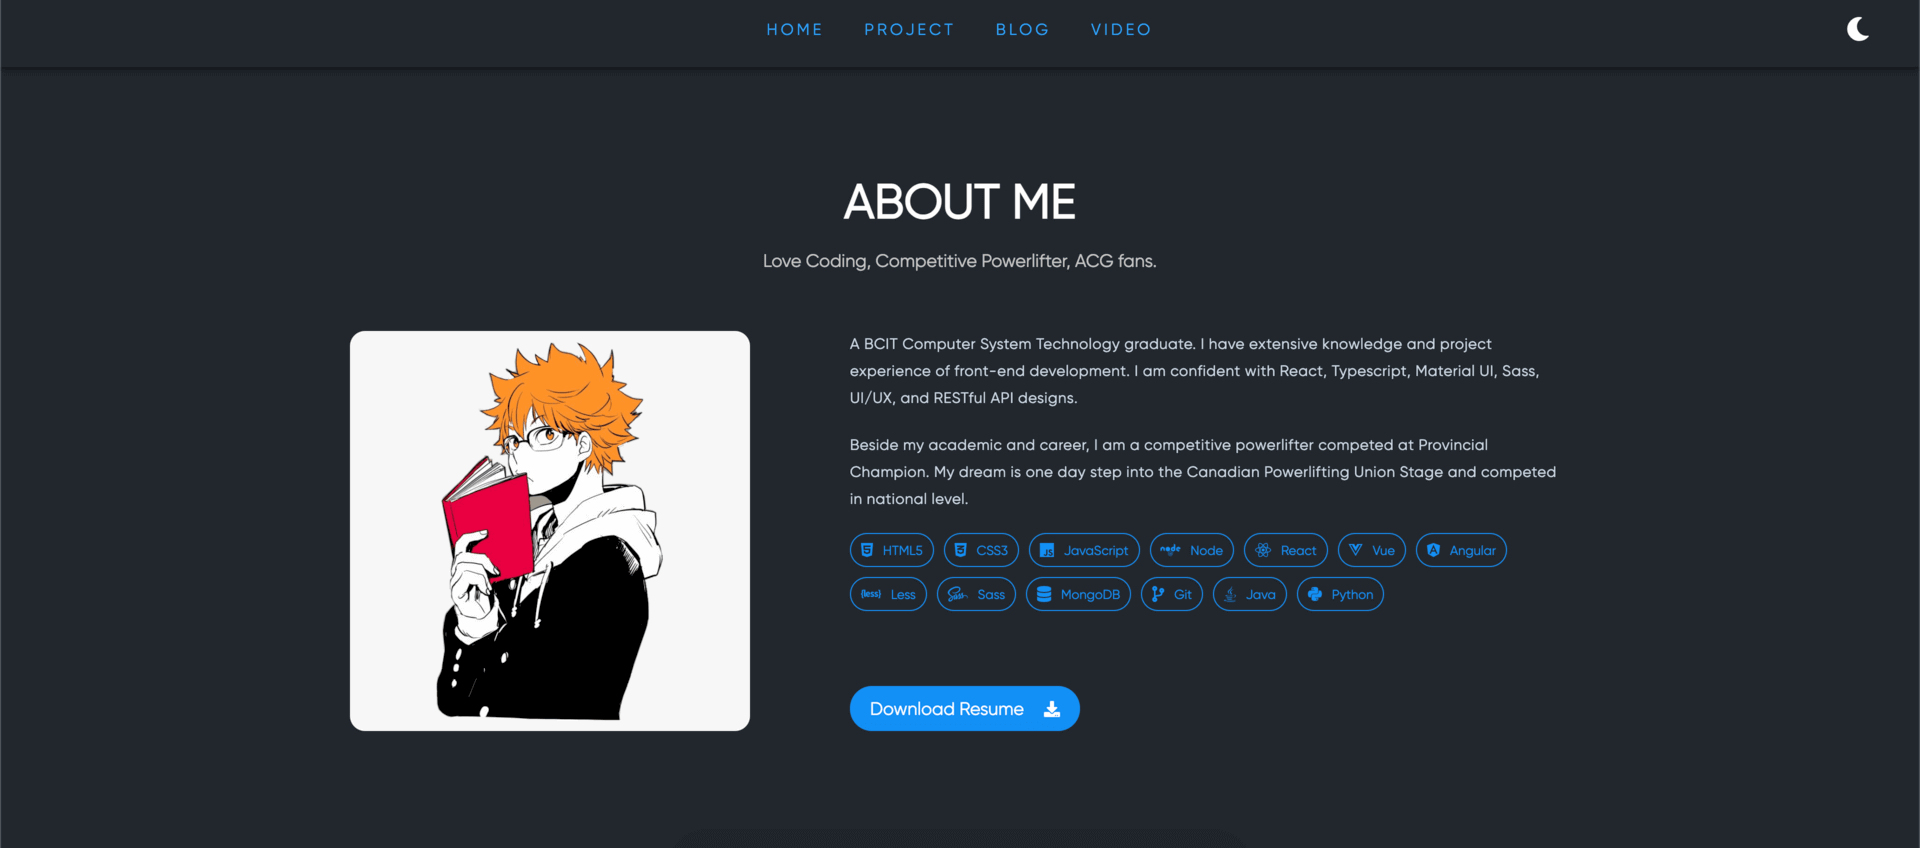 HOME PROJECT BLOG VIDEO
ABOUT ME
Love Coding, Competitive Powerlifter, ACG fans.
A BCIT Computer System Technology graduate. I have extensive knowledge and project
experience of front-end development. I am confident with React, Typescript, Material UI, Sass,
UI/UX, and RESTful API designs.
Beside my academic and career, I am a competitive powerlifter competed at Provincial
Champion. My dream is one day step into the Canadian Powerlifting Union Stage and competed
in national level.
HTML5 CSS3 JS JavaScript node Node React Vue Angular
{less} Less Sass Sass MongoDB Git Java Python
Download Resume